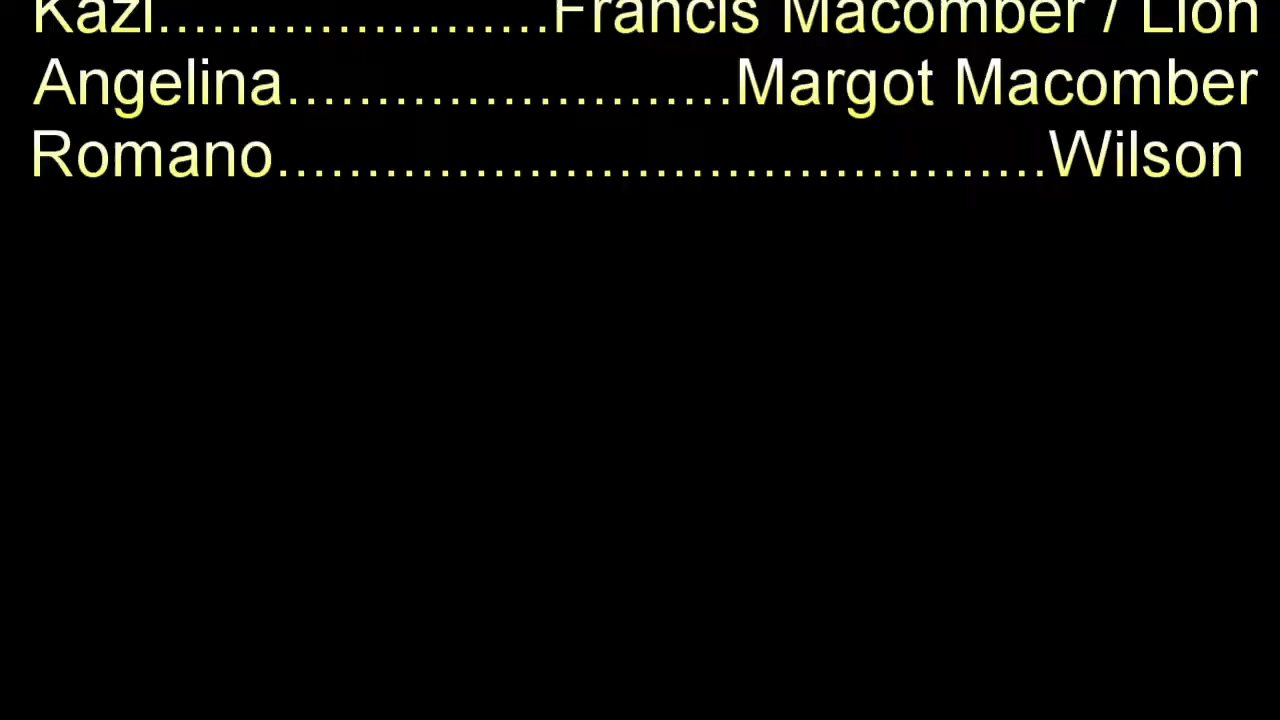 Kazi......................Francis Macomber / Lion
Angelina.........................Margot Macomber
Romano...........................................Wilson